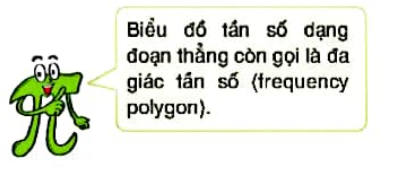 Biểu đồ tần số dạng
đoạn thẳng còn gọi là đa
giác tần số (frequency
polygon).